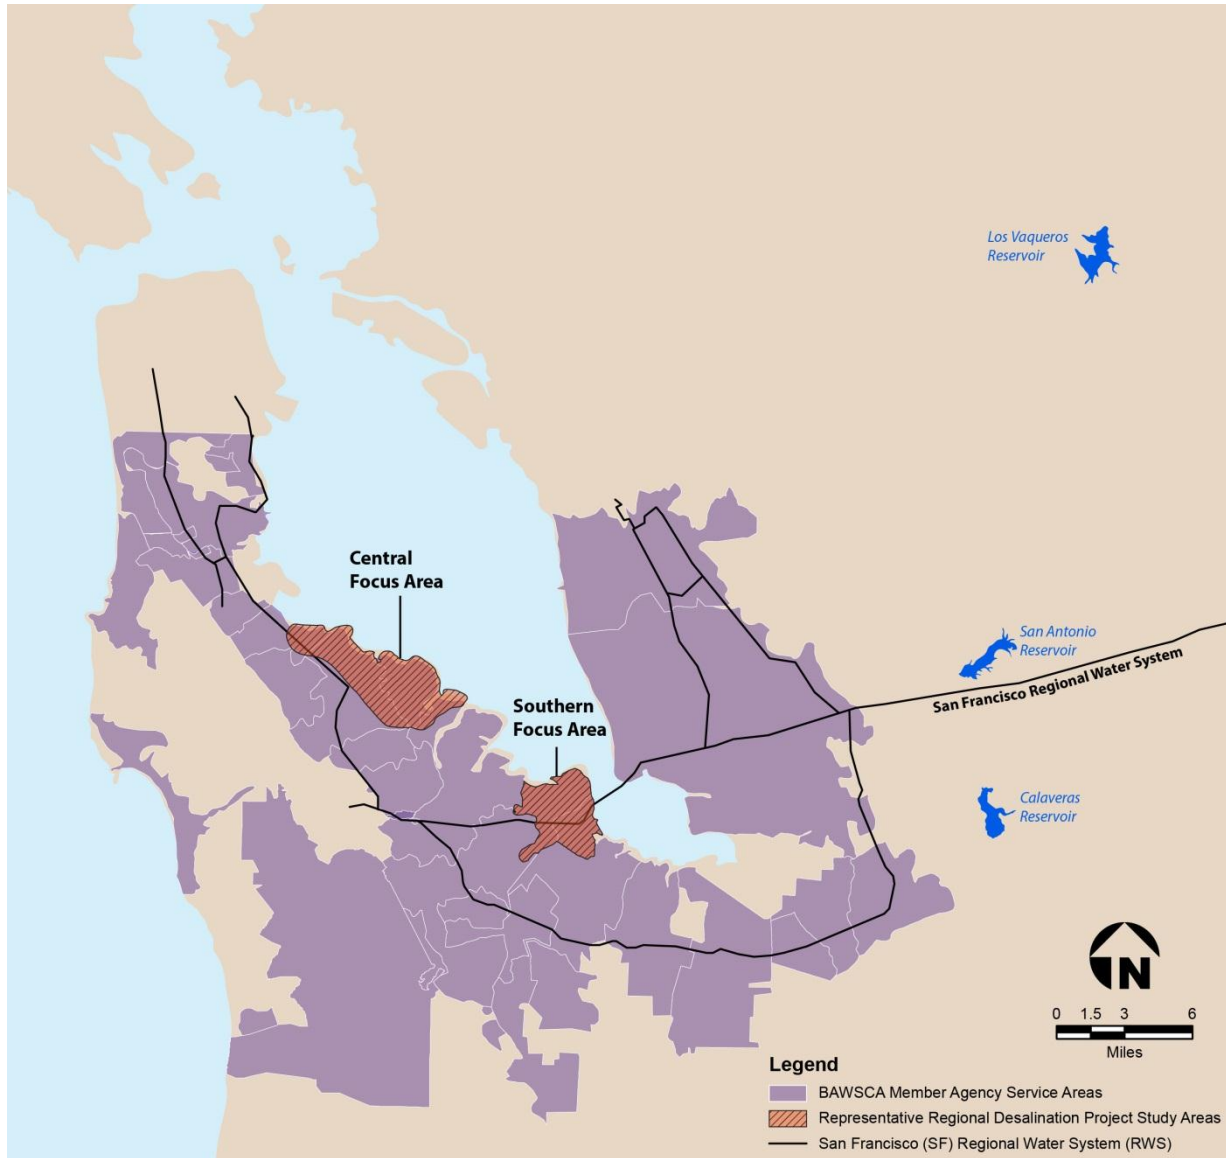 Los Vaqueros
Reservoir
Central
Focus Area
Southern
Focus Area
San Antonio
Reservoir
San Francisco Regional Water System
Calaveras
Reservoir
N
0 1.5 3 6
Miles
Legend
BAWSCA Member Agency Service Areas
Representative Regional Desalination Project Study Areas
San Francisco (SF) Regional Water System (RWS)